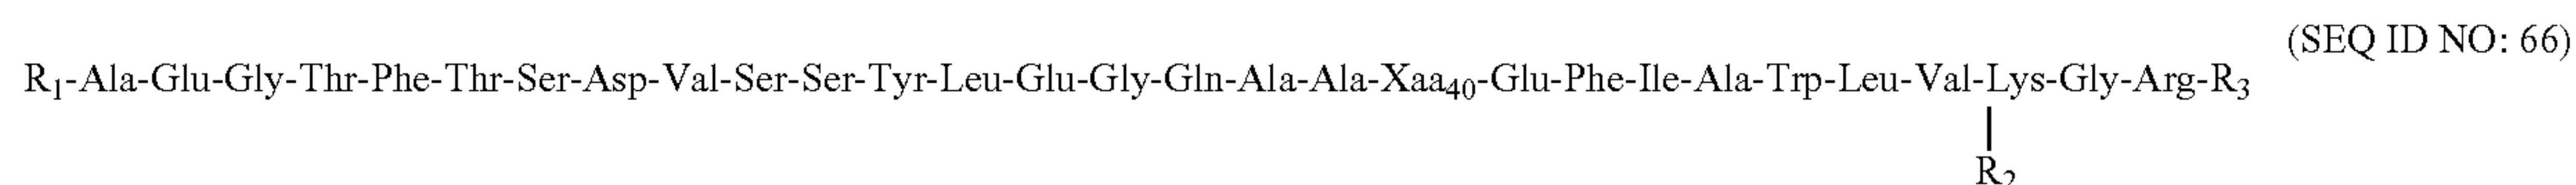 (SEQ ID NO: 66)
R₁-Ala-Glu-Gly-Thr-Phe-Thr-Ser-Asp-Val-Ser-Ser-Tyr-Leu-Glu-Gly-Gln-Ala-Ala-Xaa₄₀-Glu-Phe-Ile-Ala-Trp-Leu-Val-Lys-Gly-Arg-R₃
R₂